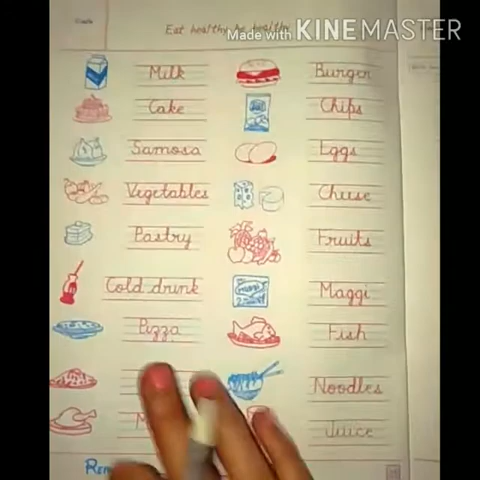 Made with KINEMASTER
Eat healthy be healthy
Milk
Burger
Cake
Chips
Samosa
Eggs
Vegetables
Cheese
Pastry
Fruits
Cold drink
Maggi
Pizza
Fish
Noodles
Juice